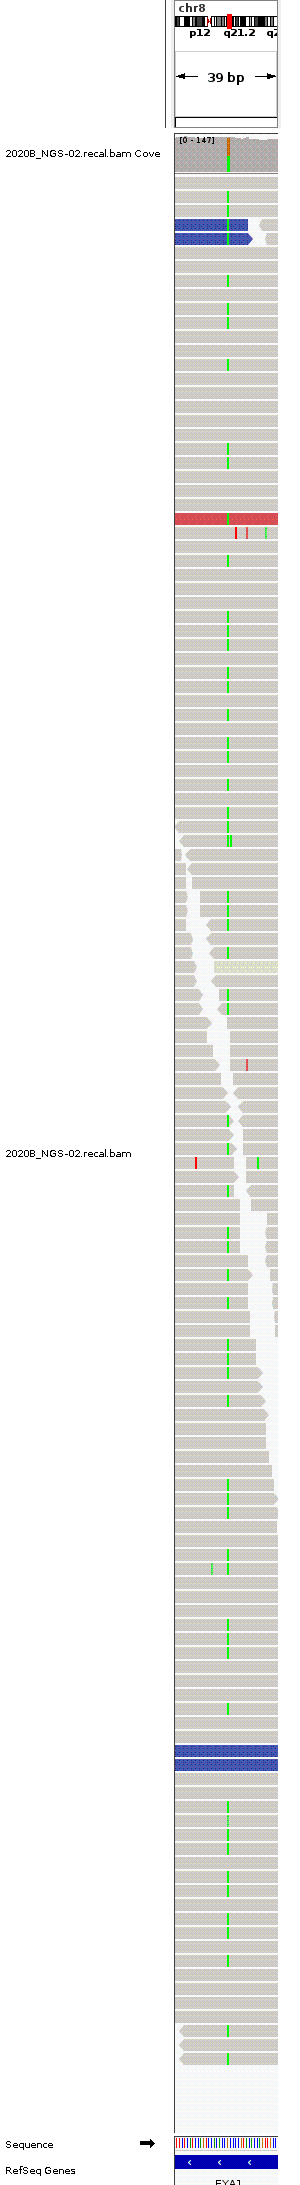 chr8
p12 q21.2 q2
39 bp
[0 - 147]
2020B_NGS-02.recal.bam Cove
2020B_NGS-02.recal.bam
Sequence
RefSeq Genes
EYA1